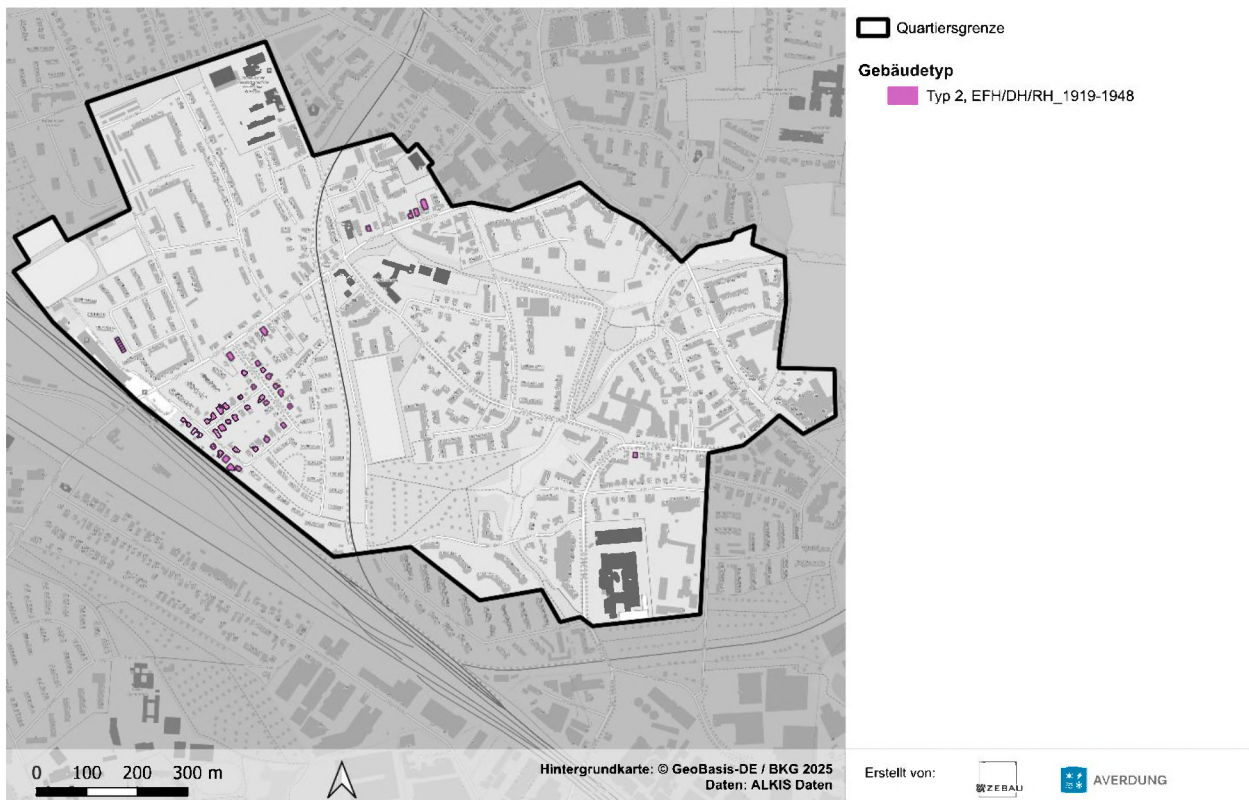 Quartiersgrenze
Gebäudetyp
Typ 2, EFH/DH/RH_1919-1948
0 100 200 300 m
Hintergrundkarte: © GeoBasis-DE / BKG 2025
Daten: ALKIS Daten
Erstellt von:
ZEBAU
AVERDUNG